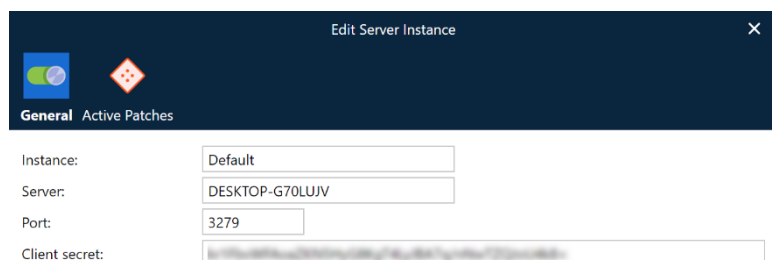 Edit Server Instance
General Active Patches
Instance: Default
Server: DESKTOP-G70LUJV
Port: 3279
Client secret: